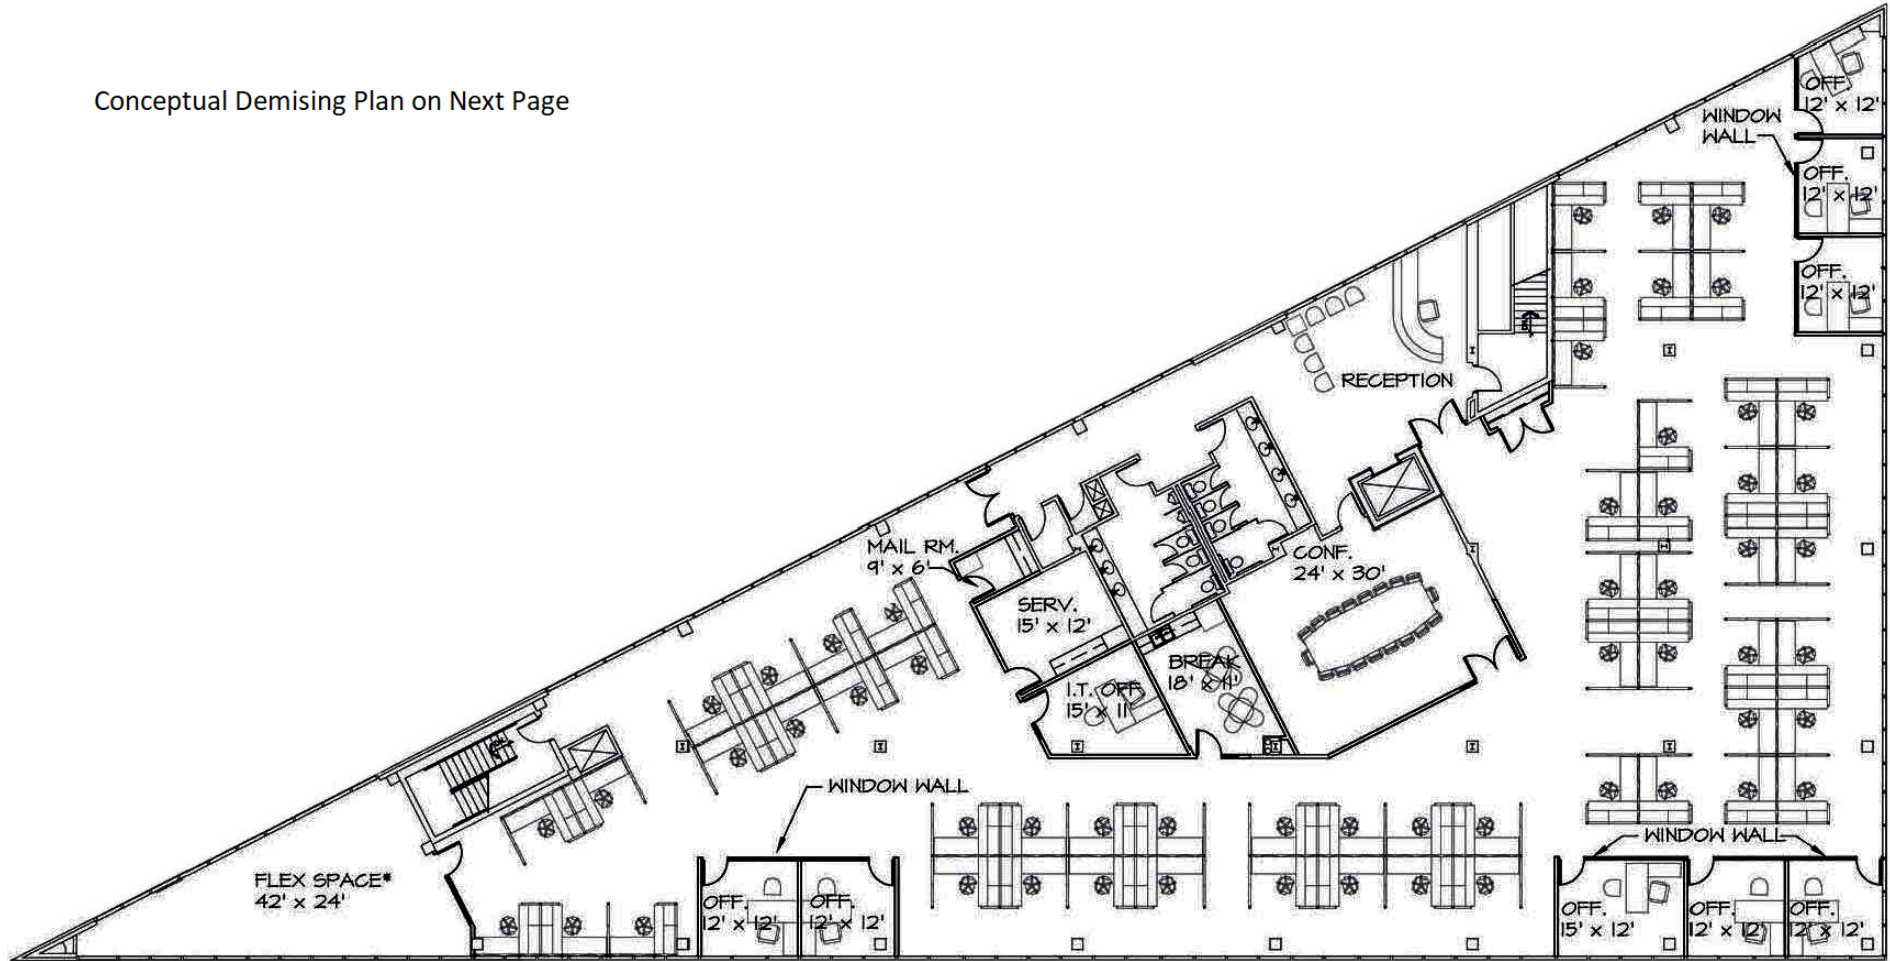 Conceptual Demising Plan on Next Page
OFF.
12' x 12'
WINDOW
WALL
OFF.
12' x 12'
OFF.
12' x 12'
RECEPTION
MAIL RM.
9' x 6'
CONF.
24' x 30'
SERV.
15' x 12'
BREAK
18' x 11'
I.T. OFF
15' x 11'
WINDOW WALL
WINDOW WALL
FLEX SPACE*
42' x 24'
OFF.
12' x 12'
OFF.
12' x 12'
OFF.
15' x 12'
OFF.
12' x 12'
OFF.
12' x 12'